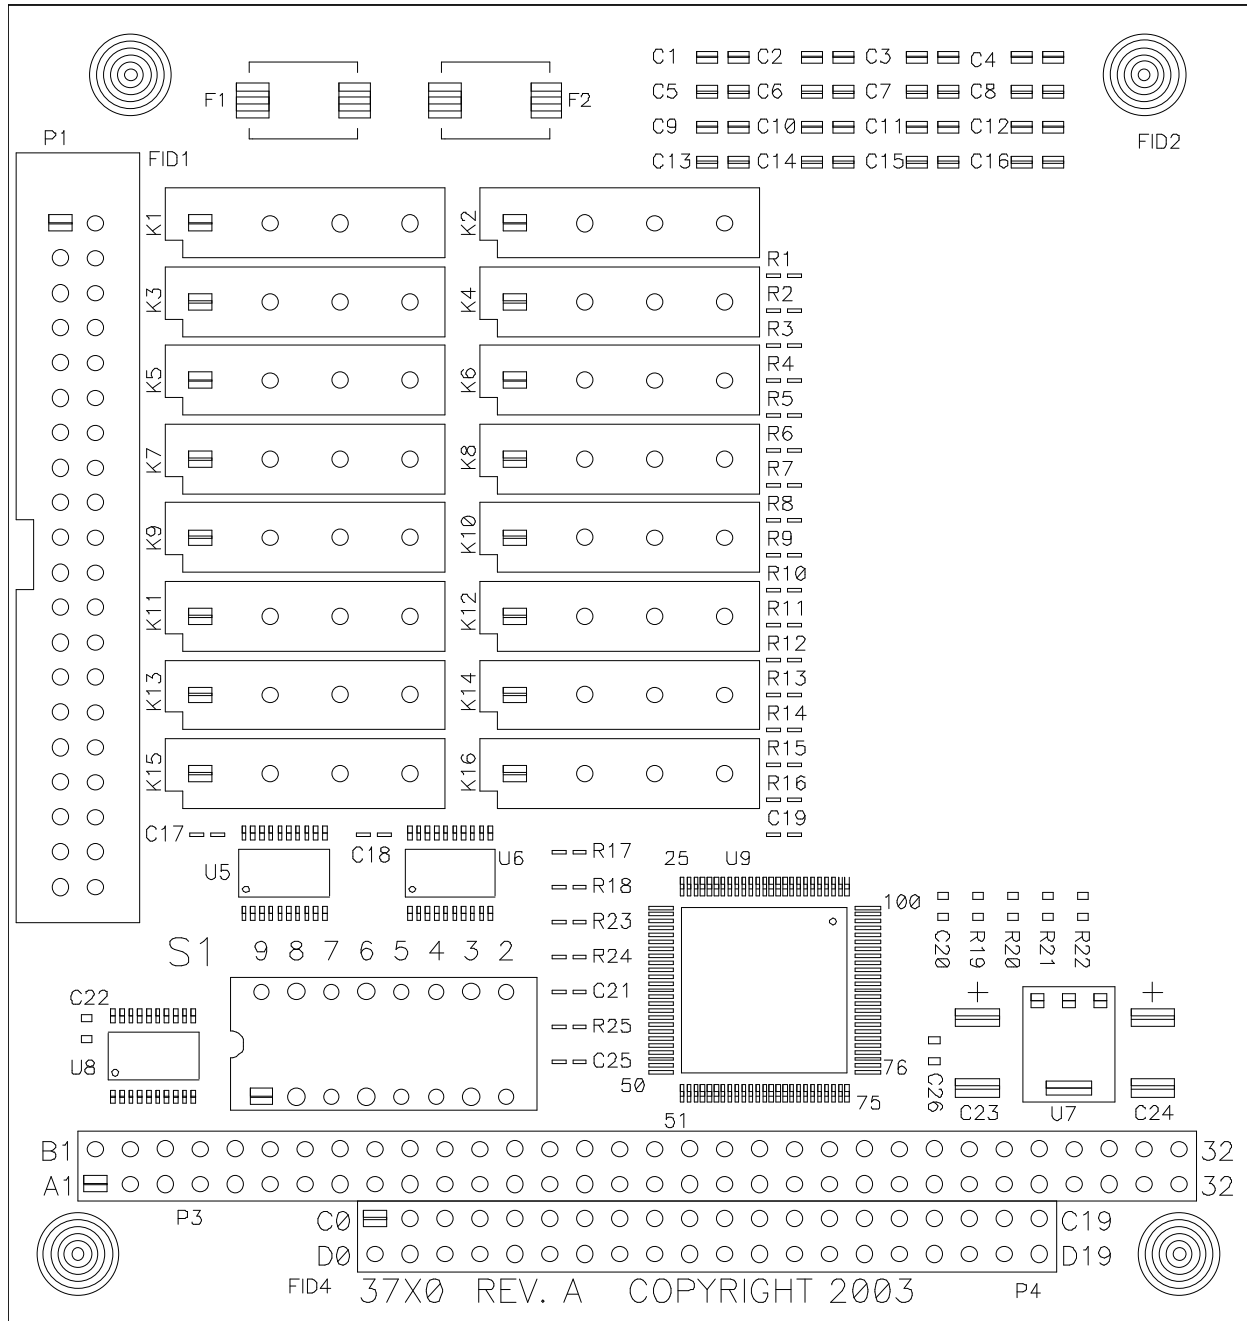 C1 C2 C3 C4
F1 F2 C5 C6 C7 C8
P1 C9 C10 C11 C12
FID1 C13 C14 C15 C16 FID2
K1 K2
R1
K3 K4 R2
R3
K5 K6 R4
R5
R6
K7 K8 R7
R8
K9 K10 R9
R10
K11 K12 R11
R12
K13 K14 R13
R14
R15
K15 K16 R16
C17 C18 C19
U5 U6 R17 25 U9
R18 100
R23
S1 9 8 7 6 5 4 3 2 R24 C20 R19 R20 R21 R22
C22 C21
R25
U8 C25 76
50 75 C26 C23 U7 C24
51
B1 32
A1 32
P3 C0 C19
D0 D19
FID4 37X0 REV. A COPYRIGHT 2003 P4